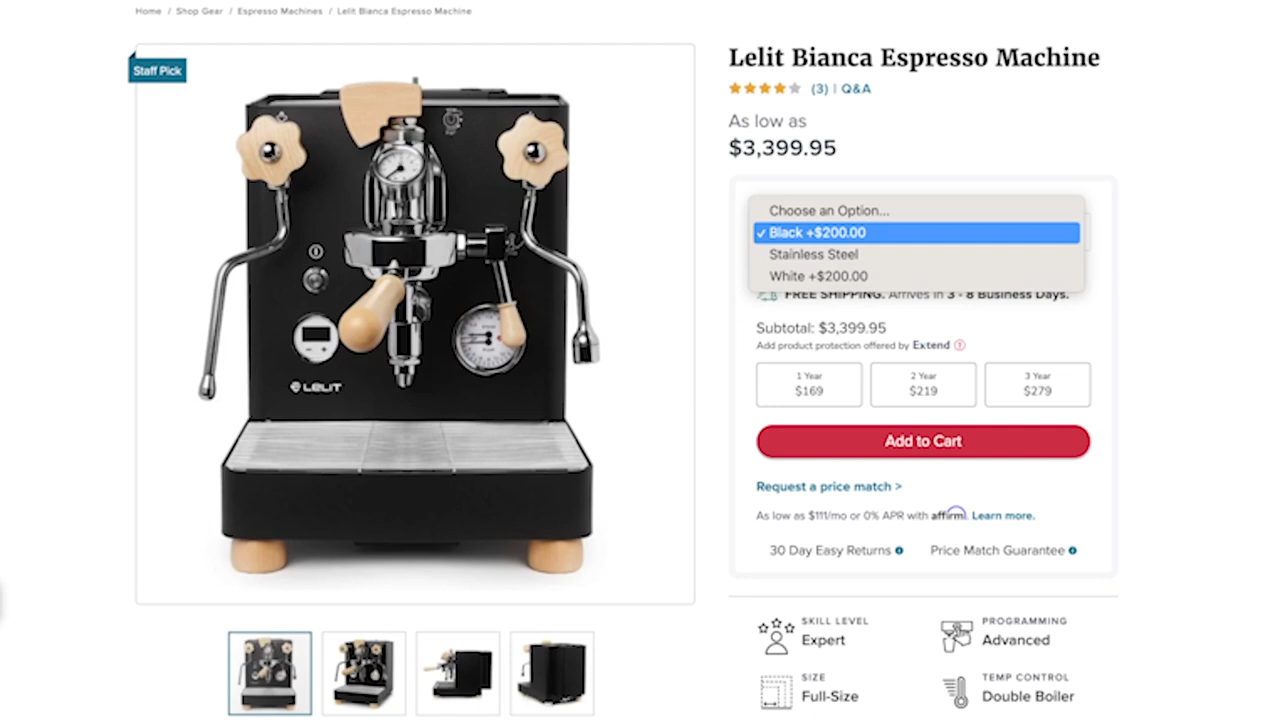 Home / Shop Gear / Espresso Machines / Lelit Bianca Espresso Machine
Staff Pick
LELIT
Lelit Bianca Espresso Machine
(3) | Q&A
As low as
$3,399.95
Choose an Option...
✓ Black +$200.00
Stainless Steel
White +$200.00
FREE SHIPPING. Arrives in 3 - 8 Business Days.
Subtotal: $3,399.95
Add product protection offered by Extend
1 Year
$169
2 Year
$219
3 Year
$279
Add to Cart
Request a price match >
As low as $111/mo or 0% APR with affirm. Learn more.
30 Day Easy Returns
Price Match Guarantee
SKILL LEVEL
Expert
PROGRAMMING
Advanced
SIZE
Full-Size
TEMP CONTROL
Double Boiler